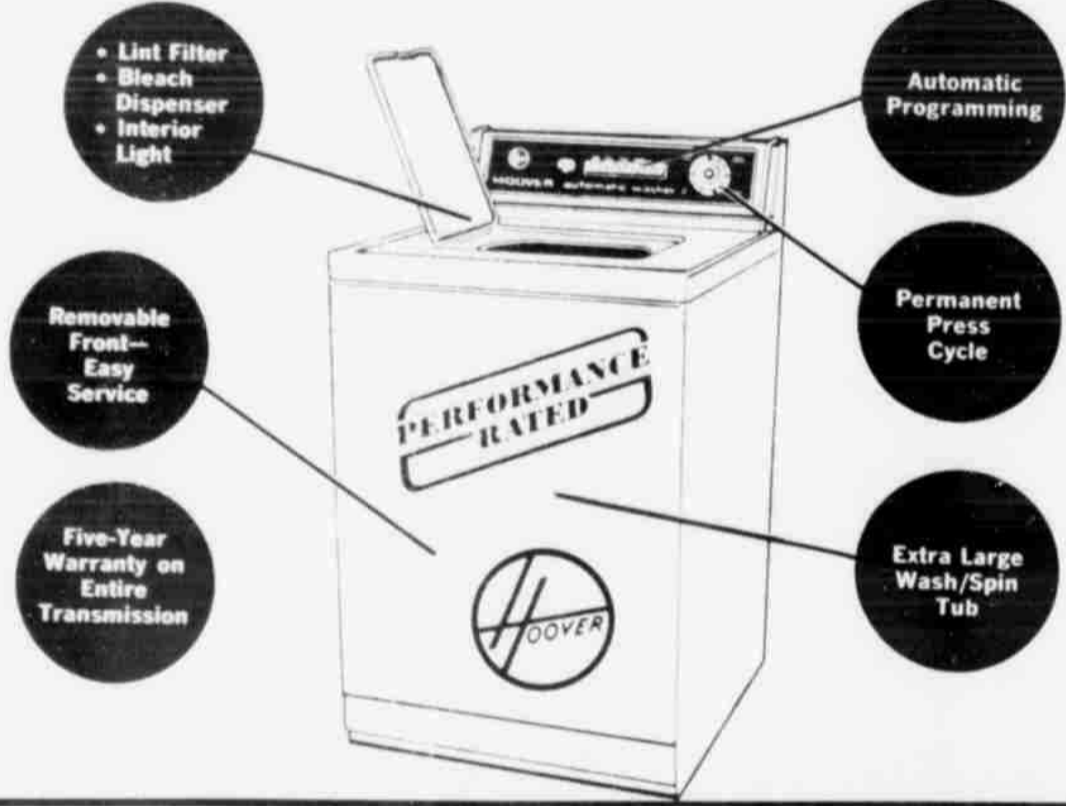 • Lint Filter
• Bleach
Dispenser
• Interior
Light
Automatic
Programming
HOOVER automatic washer
Removable
Front—
Easy
Service
Permanent
Press
Cycle
PERFORMANCE
RATED
Five-Year
Warranty on
Entire
Transmission
Extra Large
Wash/Spin
Tub
HOOVER